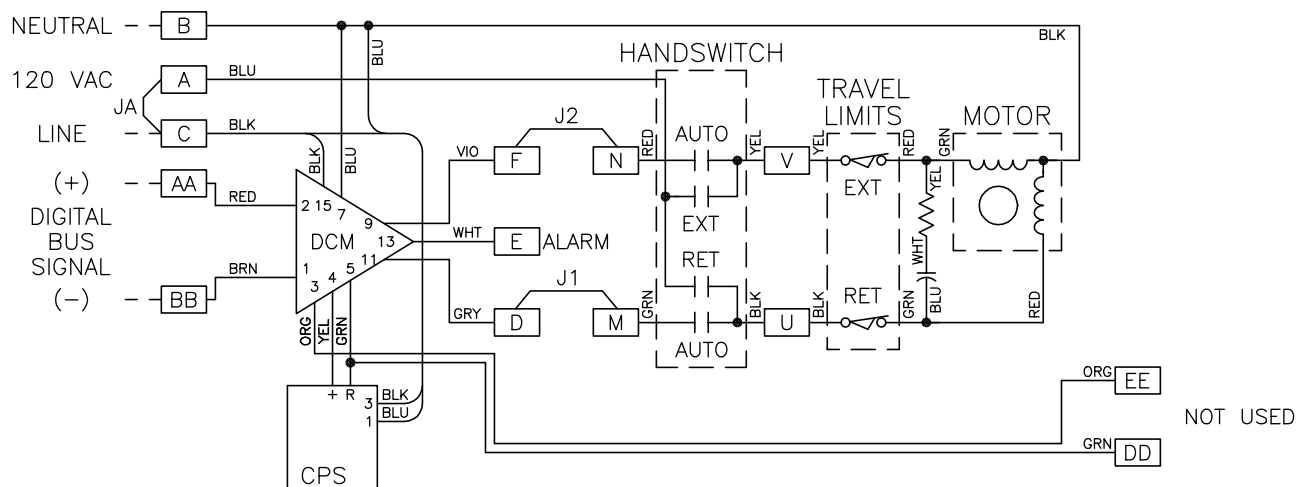 NEUTRAL
B
BLU
BLK
HANDSWITCH
120 VAC
A
BLU
JA
LINE
C
BLK
TRAVEL
LIMITS
MOTOR
J2
AUTO
VIO
F
N
RED
YEL
V
YEL
RED
GRN
BLK
BLU
EXT
EXT
YEL
(+)
AA
RED
DIGITAL
BUS
SIGNAL
(-)
BB
BRN
2 15 7
9
DCM
13
11
1
3 4 5
WHT
E
ALARM
RET
WHT
J1
GRY
D
M
GRN
BLK
U
BLK
RET
GRN
BLU
RED
AUTO
ORG
YEL
GRN
+ R
3
BLK
1
BLU
CPS
ORG
EE
NOT USED
GRN
DD